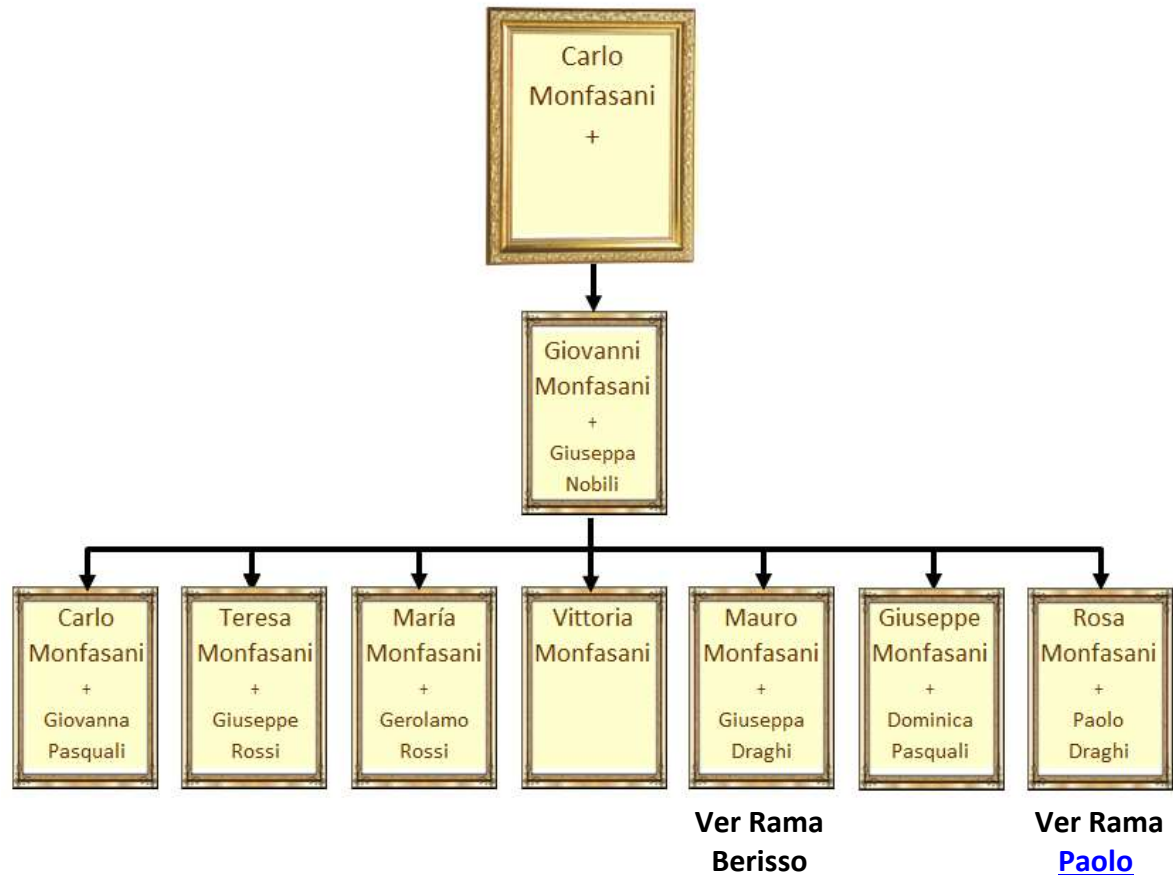 Carlo
Monfasani
+
Giovanni
Monfasani
+
Giuseppa
Nobili
Carlo
Monfasani
+
Giovanna
Pasquali
Teresa
Monfasani
+
Giuseppe
Rossi
María
Monfasani
+
Gerolamo
Rossi
Vittoria
Monfasani
Mauro
Monfasani
+
Giuseppa
Draghi
Giuseppe
Monfasani
+
Dominica
Pasquali
Rosa
Monfasani
+
Paolo
Draghi
Ver Rama
Berisso
Ver Rama
Paolo